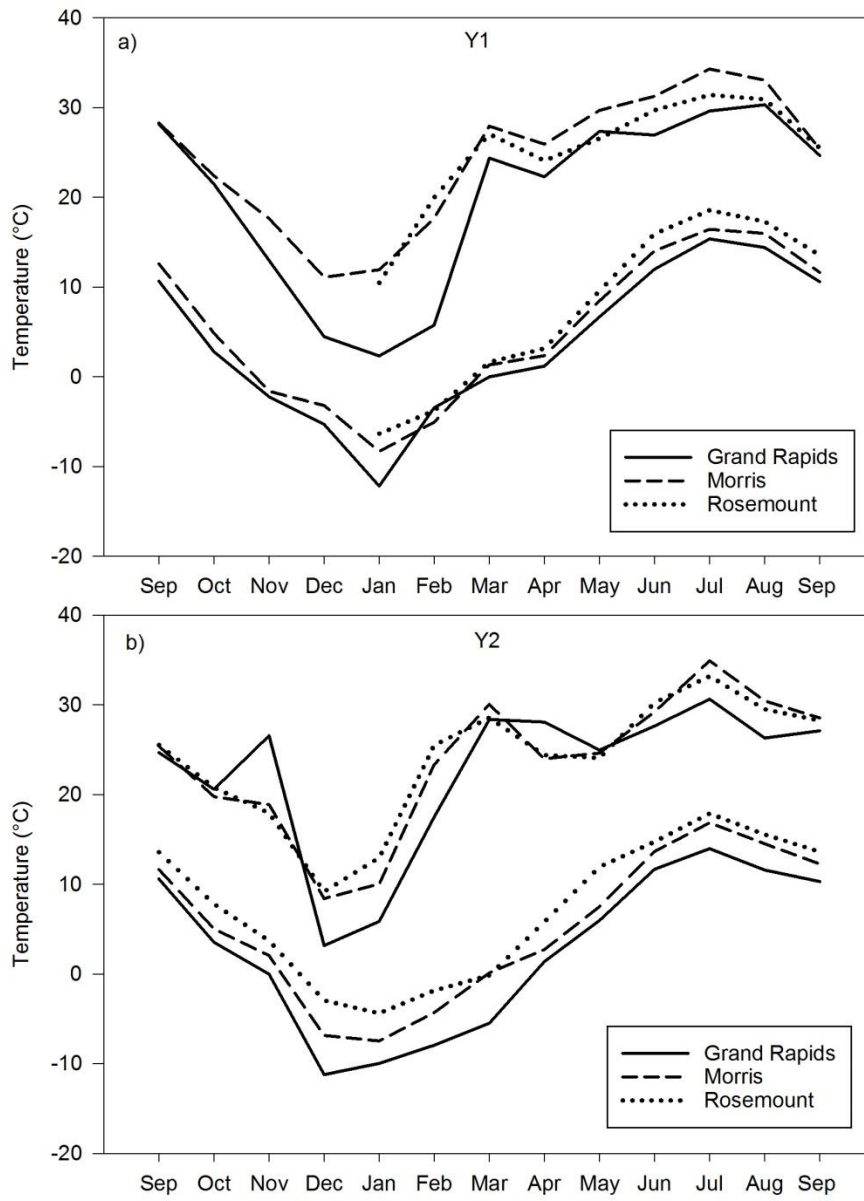 40
a)
Y1
30
20
10
0
-10
-20
Temperature (°C)
Grand Rapids
Morris
Rosemount
Sep Oct Nov Dec Jan Feb Mar Apr May Jun Jul Aug Sep
40
b)
Y2
30
20
10
0
-10
-20
Temperature (°C)
Grand Rapids
Morris
Rosemount
Sep Oct Nov Dec Jan Feb Mar Apr May Jun Jul Aug Sep